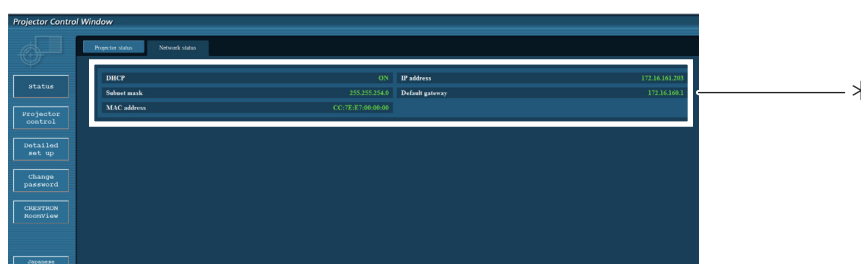 Projector Control Window
Projector status Network status
DHCP ON IP address 172.16.161.203
Subnet mask 255.255.254.0 Default gateway 172.16.160.1
MAC address CC:7E:E7:00:00:00
Status
Projector
control
Detailed
set up
Change
password
CRESTRON
RoomView
Japanese